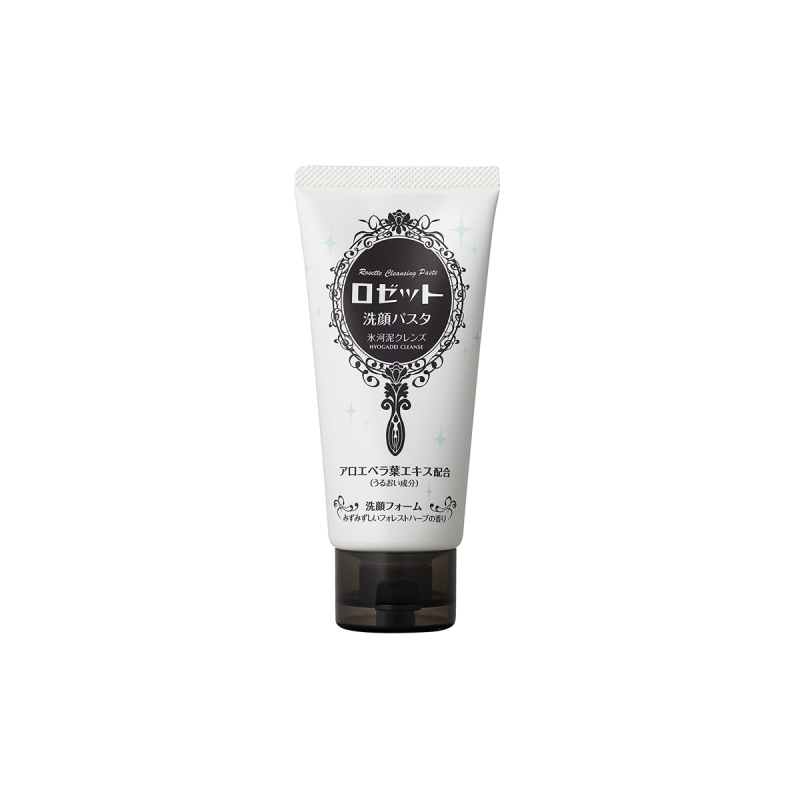 Rosette Cleansing Paste
ロゼット
洗顔パスタ
氷河泥クレンズ
HYOGADEI CLEANSE
アロエベラ葉エキス配合
(うるおい成分)
洗顔フォーム
みずみずしいフォレストハーブの香り